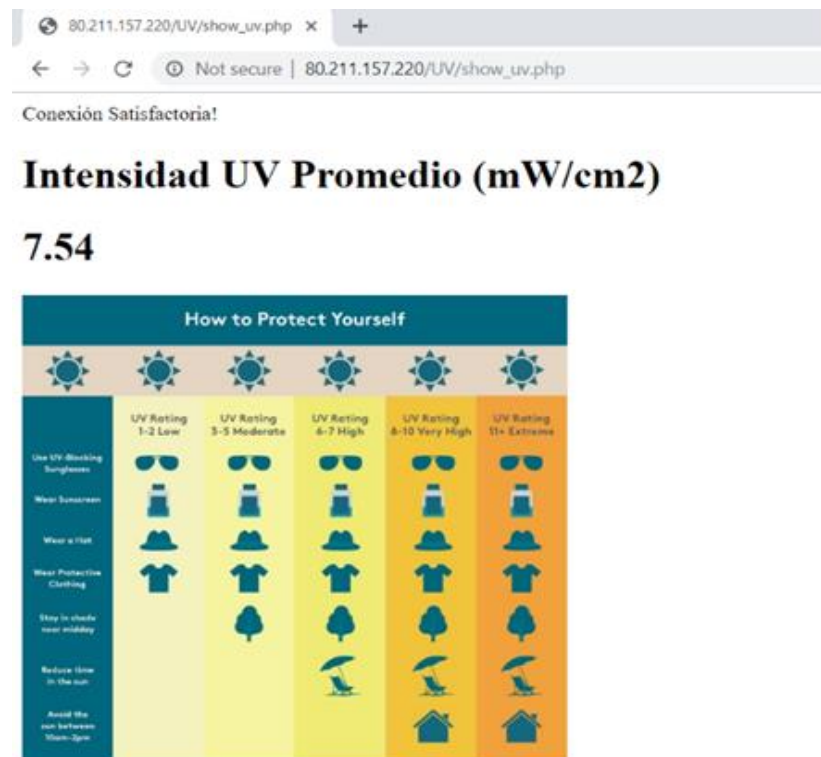 80.211.157.220/UV/show_uv.php
Not secure | 80.211.157.220/UV/show_uv.php
Conexión Satisfactoria!
Intensidad UV Promedio (mW/cm2)
7.54
How to Protect Yourself
UV Rating 1-2 Low
UV Rating 3-5 Moderate
UV Rating 6-7 High
UV Rating 8-10 Very High
UV Rating 11+ Extreme
Use UV-Blocking
Sunglasses
Wear Sunscreen
Wear a Hat
Wear Protective
Clothing
Stay in shade
near midday
Reduce time
in the sun
Avoid the
sun between
10am-2pm